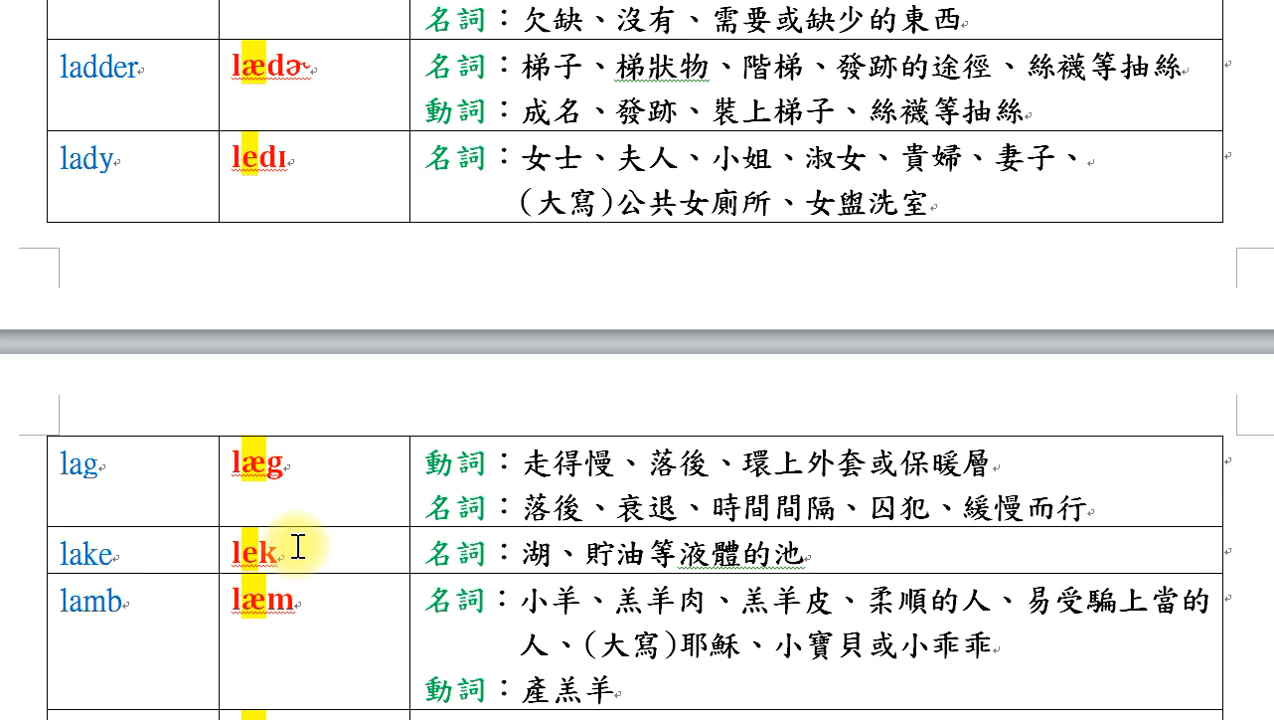 名詞：欠缺、沒有、需要或缺少的東西
ladder lædɚ 名詞：梯子、梯狀物、階梯、發跡的途徑、絲襪等抽絲
動詞：成名、發跡、裝上梯子、絲襪等抽絲
lady ledɪ 名詞：女士、夫人、小姐、淑女、貴婦、妻子、
(大寫)公共女廁所、女盥洗室
lag læg 動詞：走得慢、落後、環上外套或保暖層
名詞：落後、衰退、時間間隔、囚犯、緩慢而行
lake lek 名詞：湖、貯油等液體的池
lamb læm 名詞：小羊、羔羊肉、羔羊皮、柔順的人、易受騙上當的
人、(大寫)耶穌、小寶貝或小乖乖
動詞：產羔羊